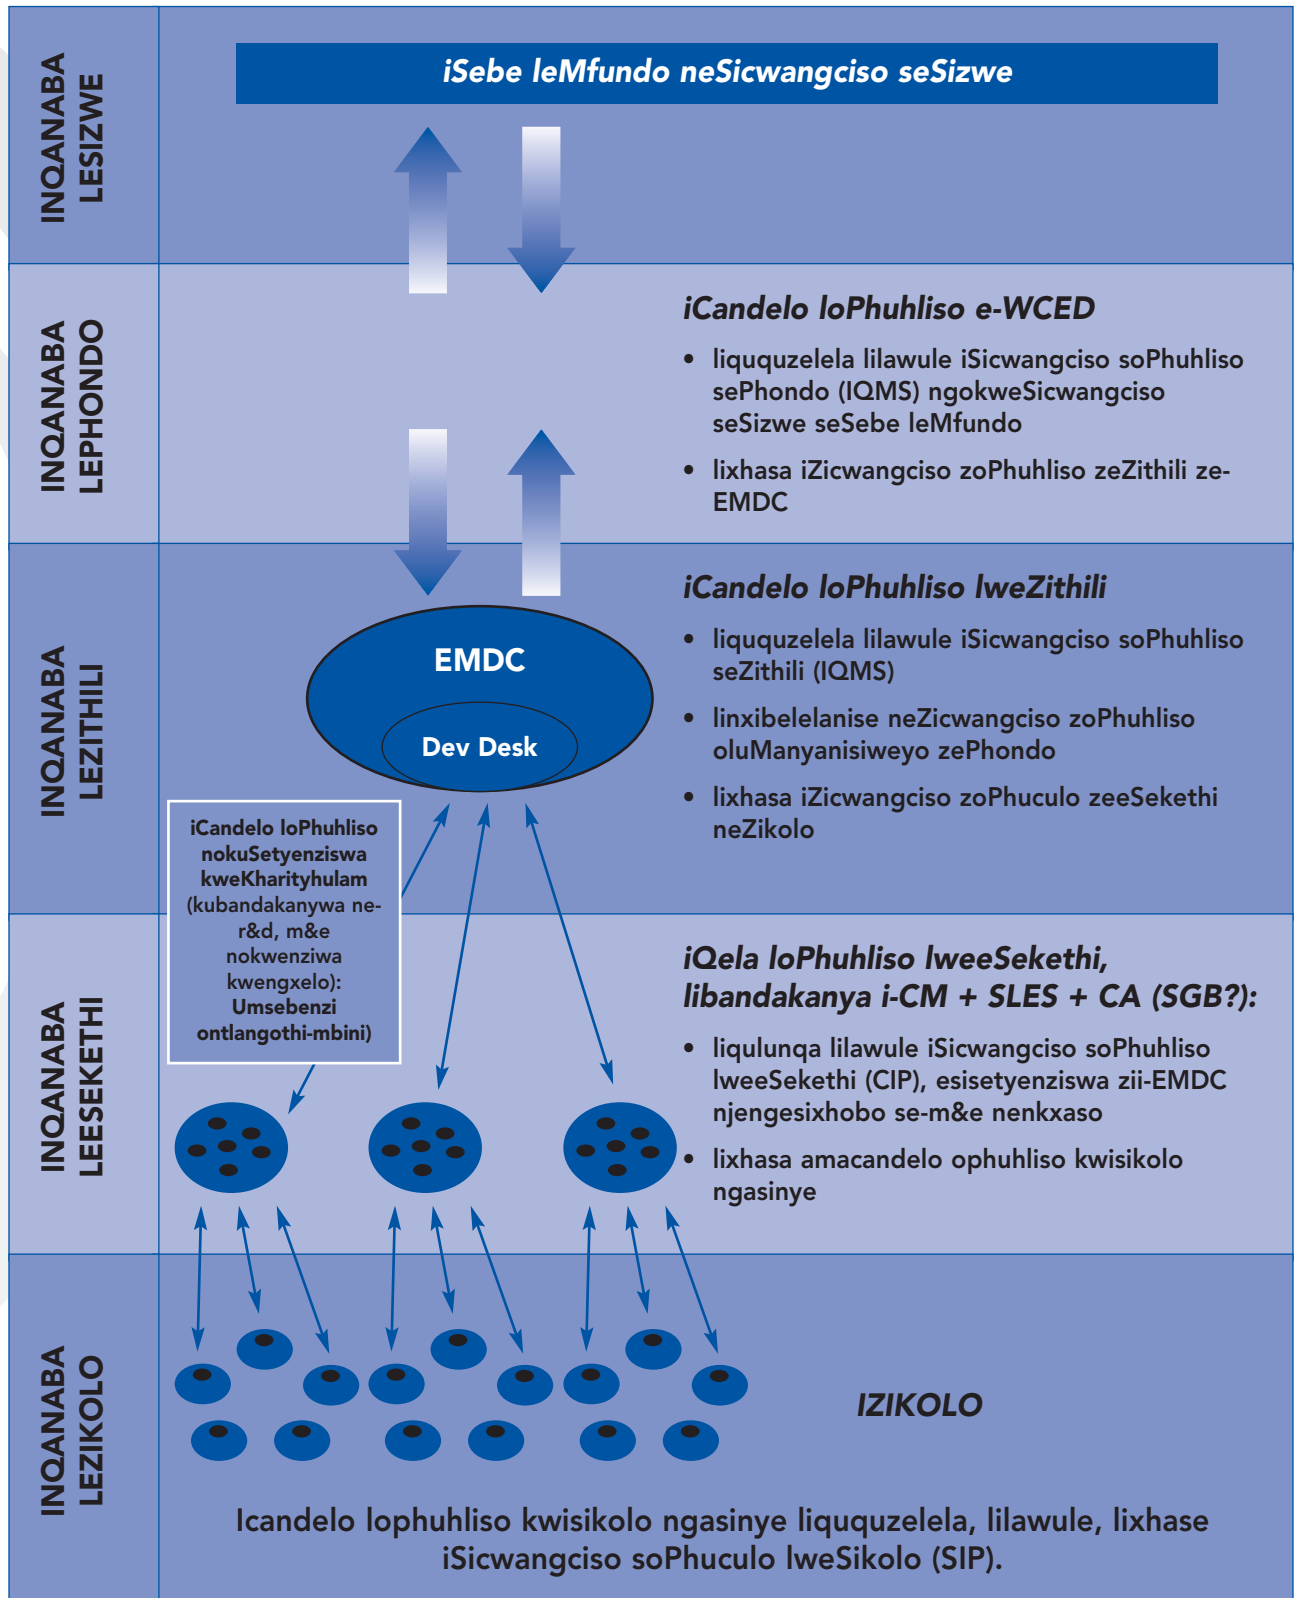 INQANABA
LESIZWE
iSebe leMfundo neSicwangciso seSizwe
INQANABA
LEPHONDO
iCandelo loPhuhliso e-WCED
• liququzelela lilawule iSicwangciso soPhuhliso
sePhondo (IQMS) ngokweSicwangciso
seSizwe seSebe leMfundo
• lixhasa iZicwangciso zoPhuhliso zeZithili ze-
EMDC
INQANABA
LEZITHILI
EMDC
Dev Desk
iCandelo loPhuhliso lweZithili
• liququzelela lilawule iSicwangciso soPhuhliso
seZithili (IQMS)
• linxibelelanise neZicwangciso zoPhuhliso
oluManyanisiweyo zePhondo
• lixhasa iZicwangciso zoPhuculo zeeSekethi
neZikolo
iCandelo loPhuhliso
nokuSetyenziswa
kweKharityhulam
(kubandakanywa ne-
r&d, m&e
nokwenziwa
kwengxelo):
Umsebenzi
ontlangothi-mbini)
INQANABA
LEESEKETHI
iQela loPhuhliso lweeSekethi,
libandakanya i-CM + SLES + CA (SGB?):
• liqulunqa lilawule iSicwangciso soPhuhliso
lweeSekethi (CIP), esisetyenziswa zii-EMDC
njengesixhobo se-m&e nenkxaso
• lixhasa amacandelo ophuhliso kwisikolo
ngasinye
INQANABA
LEZIKOLO
IZIKOLO
Icandelo lophuhliso kwisikolo ngasinye liququzelela, lilawule, lixhase
iSicwangciso soPhuculo lweSikolo (SIP).